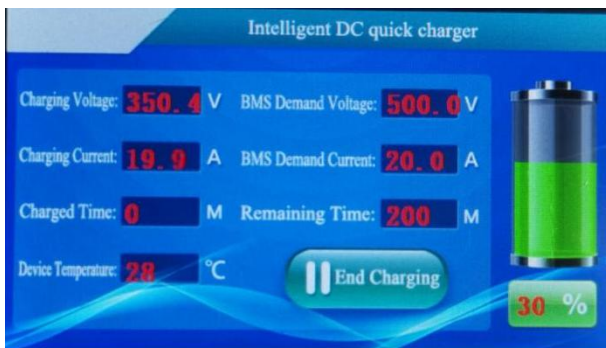 Intelligent DC quick charger
Charging Voltage: 350.4 V BMS Demand Voltage: 500.0 V
Charging Current: 19.9 A BMS Demand Current: 20.0 A
Charged Time: 0 M Remaining Time: 200 M
Device Temperature: 28 °C
End Charging
30 %